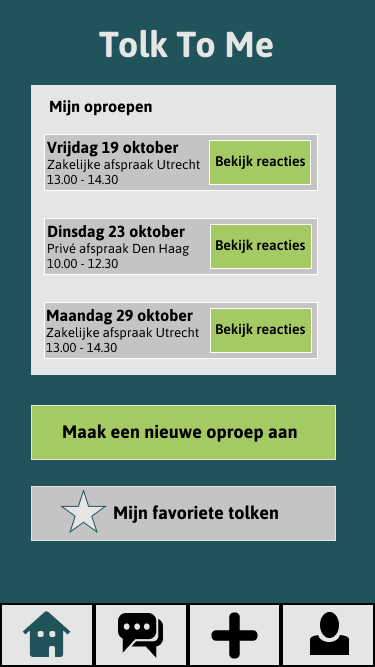 Tolk To Me
Mijn oproepen
Vrijdag 19 oktober
Zakelijke afspraak Utrecht
13.00 - 14.30
Bekijk reacties
Dinsdag 23 oktober
Privé afspraak Den Haag
10.00 - 12.30
Bekijk reacties
Maandag 29 oktober
Zakelijke afspraak Utrecht
13.00 - 14.30
Bekijk reacties
Maak een nieuwe oproep aan
Mijn favoriete tolken